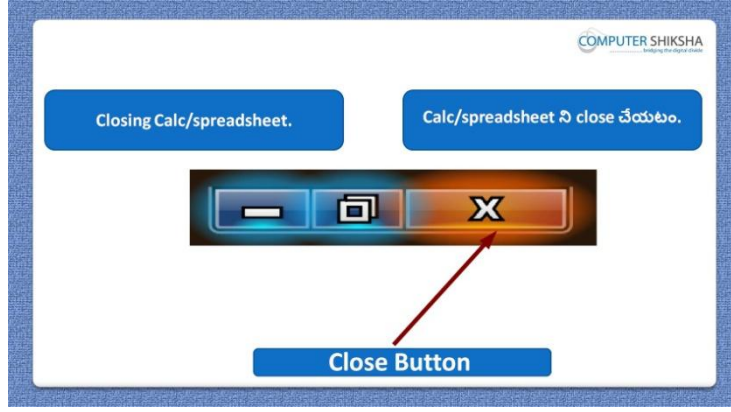 COMPUTER SHIKSHA
bridging the digital divide
Closing Calc/spreadsheet.
Calc/spreadsheet ని close చేయటం.
X
Close Button